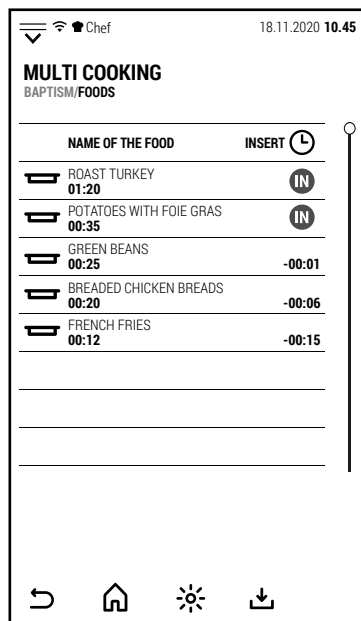 Chef 18.11.2020 10.45
MULTI COOKING
BAPTISM/FOODS
NAME OF THE FOOD INSERT
ROAST TURKEY
01:20 IN
POTATOES WITH FOIE GRAS
00:35 IN
GREEN BEANS
00:25 -00:01
BREADED CHICKEN BREADS
00:20 -00:06
FRENCH FRIES
00:12 -00:15